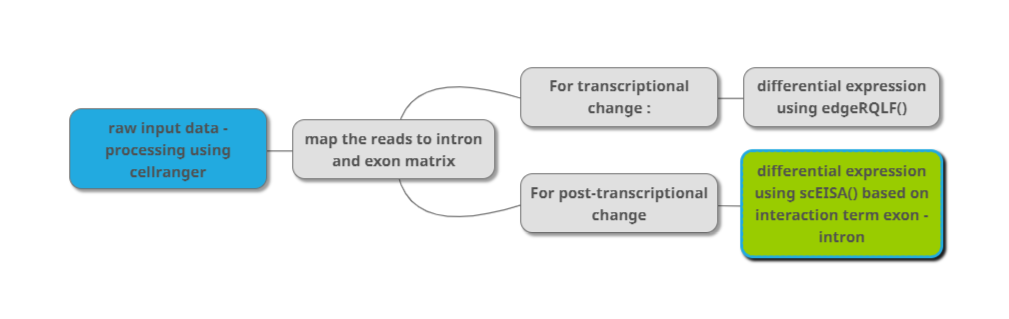 raw input data -
processing using
cellranger
map the reads to intron
and exon matrix
For transcriptional
change :
differential expression
using edgeRQLF()
For post-transcriptional
change
differential expression
using scEISA() based on
interaction term exon -
intron